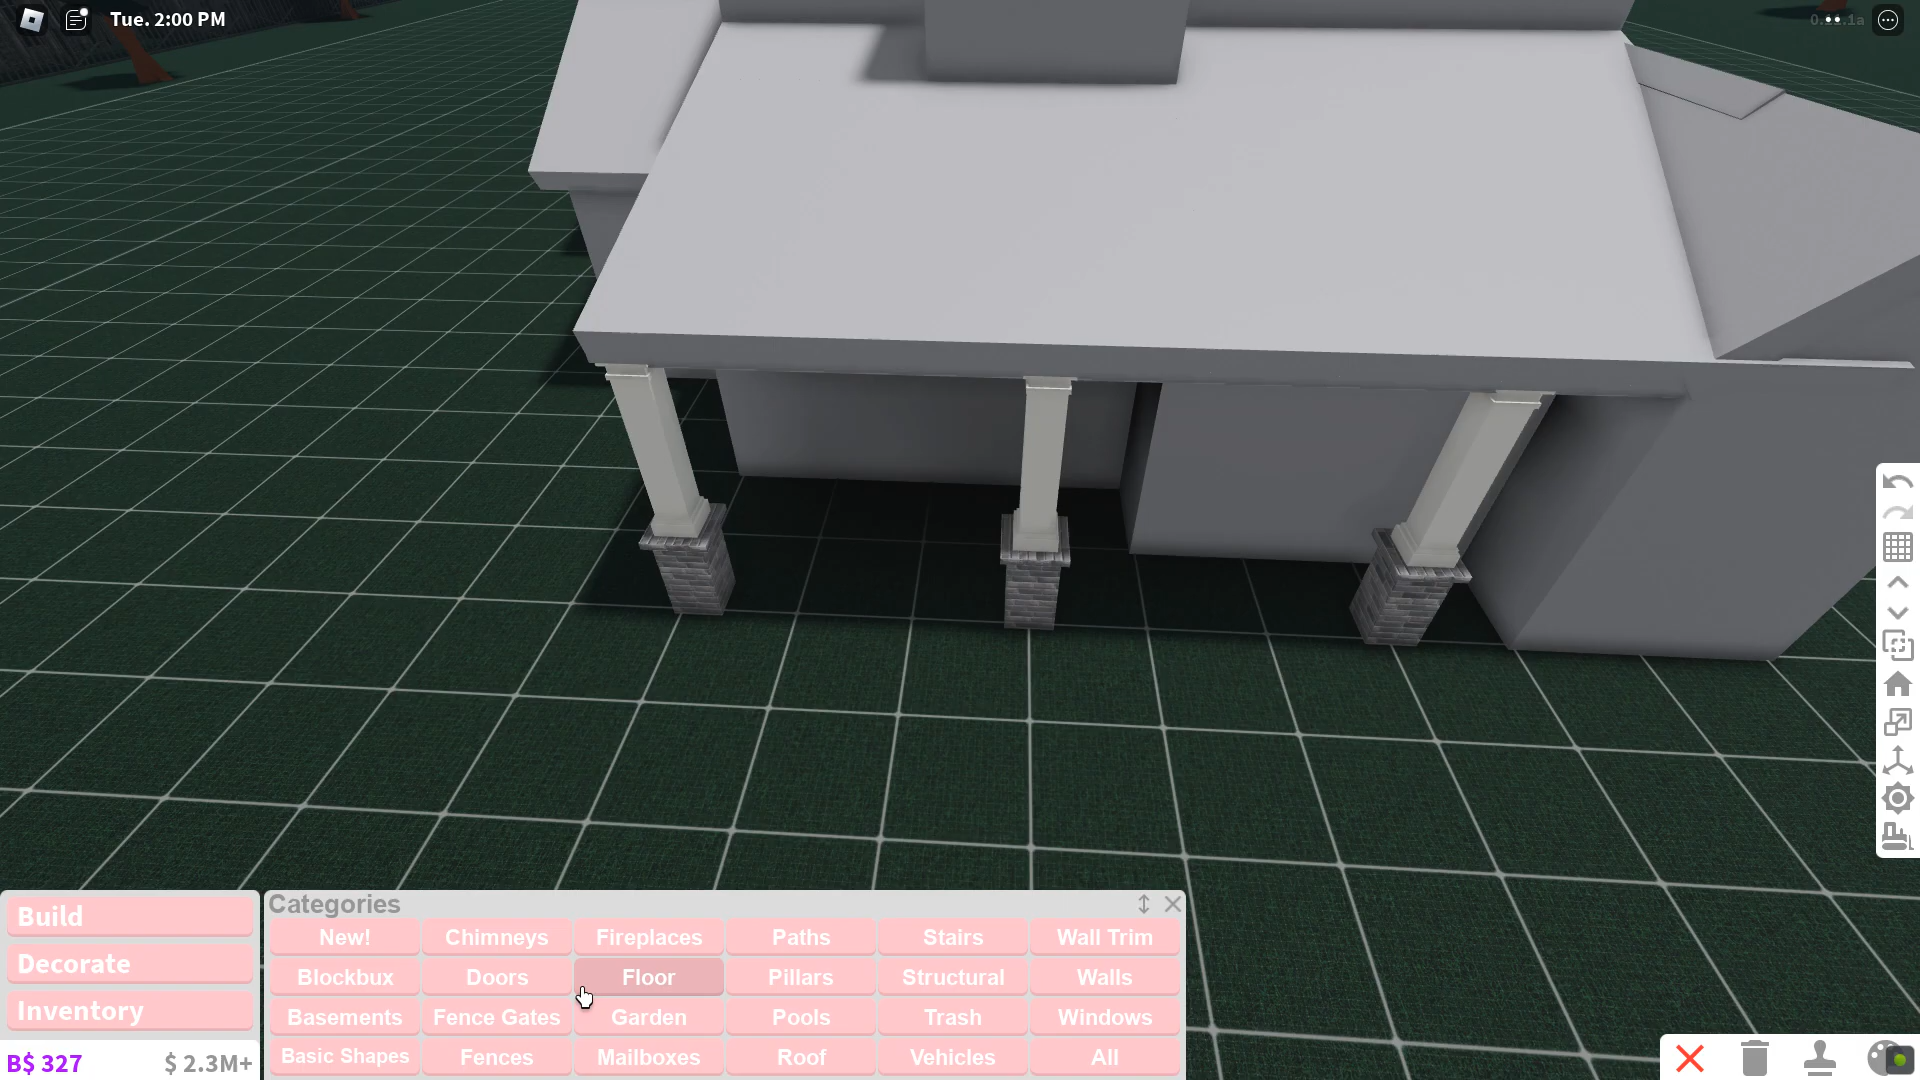 Tue. 2:00 PM
Build
Decorate
Inventory
B$ 327
$ 2.3M+
Categories
New!
Chimneys
Fireplaces
Paths
Stairs
Wall Trim
Blockbux
Doors
Floor
Pillars
Structural
Walls
Basements
Fence Gates
Garden
Pools
Trash
Windows
Basic Shapes
Fences
Mailboxes
Roof
Vehicles
All